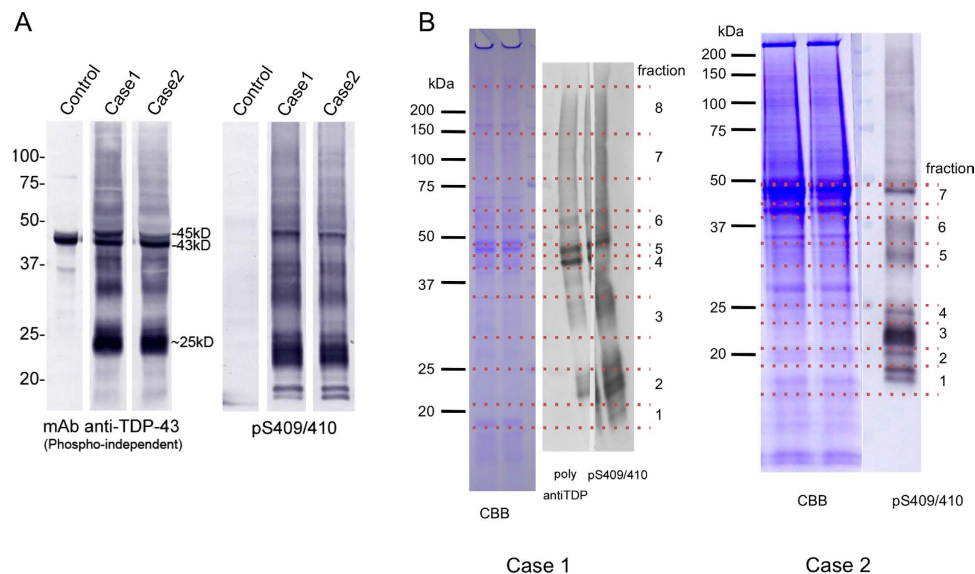 A
Control
Case1
Case2
Control
Case1
Case2
100-
75-
50-
37-
25-
20-
-45kD
-43kD
~25kD
mAb anti-TDP-43
(Phospho-independent)
pS409/410
B
kDa
200
150
100
75
50
37
25
20
fraction
8
7
6
5
4
3
2
1
poly
antiTDP
pS409/410
CBB
Case 1
kDa
200
150
100
75
50
37
25
20
fraction
7
6
5
4
3
2
1
CBB
pS409/410
Case 2